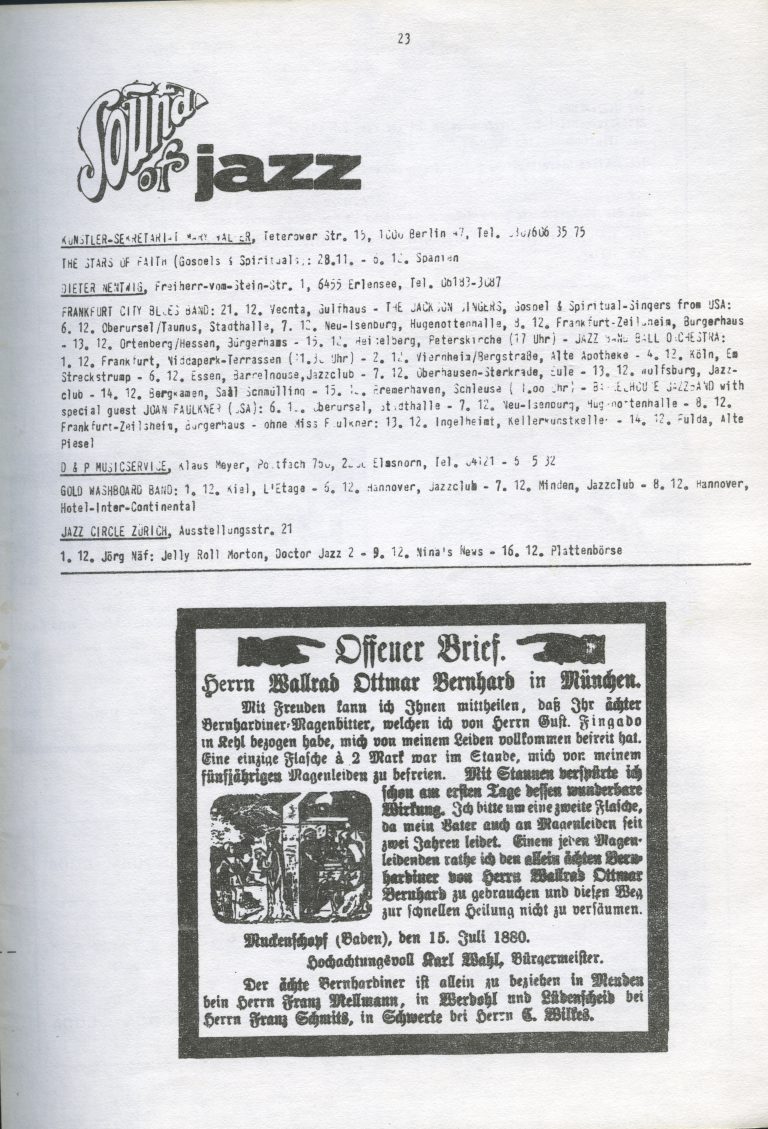 23
Sound
of jazz
KÜNSTLER-SEKRETARIAT MARY WALTER, Teterower Str. 15, 1000 Berlin 47, Tel. 030/606 35 75
THE STARS OF FAITH (Gospels & Spirituals): 28.11. - 6. 12. Spanien
DIETER NENTWIG, Freiherr-vom-Stein-Str. 1, 6455 Erlensee, Tel. 06183-3087
FRANKFURT CITY BLUES BAND: 21. 12. Vechta, Gulfhaus - THE JACKSON SINGERS, Gospel & Spiritual-Singers from USA:
6. 12. Oberursel/Taunus, Stadthalle, 7. 12. Neu-Isenburg, Hugenottenhalle, 8. 12. Frankfurt-Zeilsheim, Bürgerhaus
- 13. 12. Ortenberg/Hessen, Bürgerhaus - 15. 12. Heidelberg, Peterskirche (17 Uhr) - JAZZ BAND BALL ORCHESTRA:
1. 12. Frankfurt, Niddapark-Terrassen (11.30 Uhr) - 2. 12. Viernheim/Bergstraße, Alte Apotheke - 4. 12. Köln, Em
Streckstrump - 6. 12. Essen, Barrelhouse,Jazzclub - 7. 12. Oberhausen-Sterkrade, Eule - 13. 12. Wolfsburg, Jazz-
club - 14. 12. Bergkamen, Saal Schmülling - 15. 12. Bremerhaven, Schleuse ( Uhr) - BARRELHOUSE JAZZBAND with
special guest JOAN FAULKNER (USA): 6. 12. Oberursel, Stadthalle - 7. 12. Neu-Isenburg, Hugenottenhalle - 8. 12.
Frankfurt-Zeilsheim, Bürgerhaus - ohne Miss Faulkner: 13. 12. Ingelheim, Kellerkunstkeller - 14. 12. Fulda, Alte
Piesel
D & P MUSICSERVICE, Klaus Meyer, Postfach Elmshorn, Tel. 04121 -
GOLD WASHBOARD BAND: 1. 12. Kiel, L'Etage - 6. 12. Hannover, Jazzclub - 7. 12. Minden, Jazzclub - 8. 12. Hannover,
Hotel-Inter-Continental
JAZZ CIRCLE ZÜRICH, Ausstellungsstr. 21
1. 12. Jörg Näf: Jelly Roll Morton, Doctor Jazz 2 - 9. 12. Nina's News - 16. 12. Plattenbörse
Offener Brief.
Herrn Wallrad Ottmar Bernhard in München.
Mit Freuden kann ich Ihnen mittheilen, daß Ihr ächter
Bernhardiner-Magenbitter, welchen ich von Herrn Gust. Fingado
in Kehl bezogen habe, mich von meinem Leiden vollkommen befreit hat.
Eine einzige Flasche à 2 Mark war im Stande, mich von meinem
fünfjährigen Magenleiden zu befreien. Mit Staunen verspürte ich
schon am ersten Tage dessen wunderbare
Wirkung. Ich bitte um eine zweite Flasche,
da mein Vater auch an Magenleiden seit
zwei Jahren leidet. Einem jeden Magen-
leidenden rathe ich den allein ächten Bern-
hardiner von Herrn Wallrad Ottmar
Bernhard zu gebrauchen und diesen Weg
zur schnellen Heilung nicht zu versäumen.
Muckenschopf (Baden), den 15. Juli 1880.
Hochachtungsvoll Karl Wahl, Bürgermeister.
Der ächte Bernhardiner ist allein zu beziehen in Menden
bein Herrn Franz Mellmann, in Werdohl und Lüdenscheid bei
Herrn Franz Schmits, in Schwerte bei Herrn C. Wilkes.